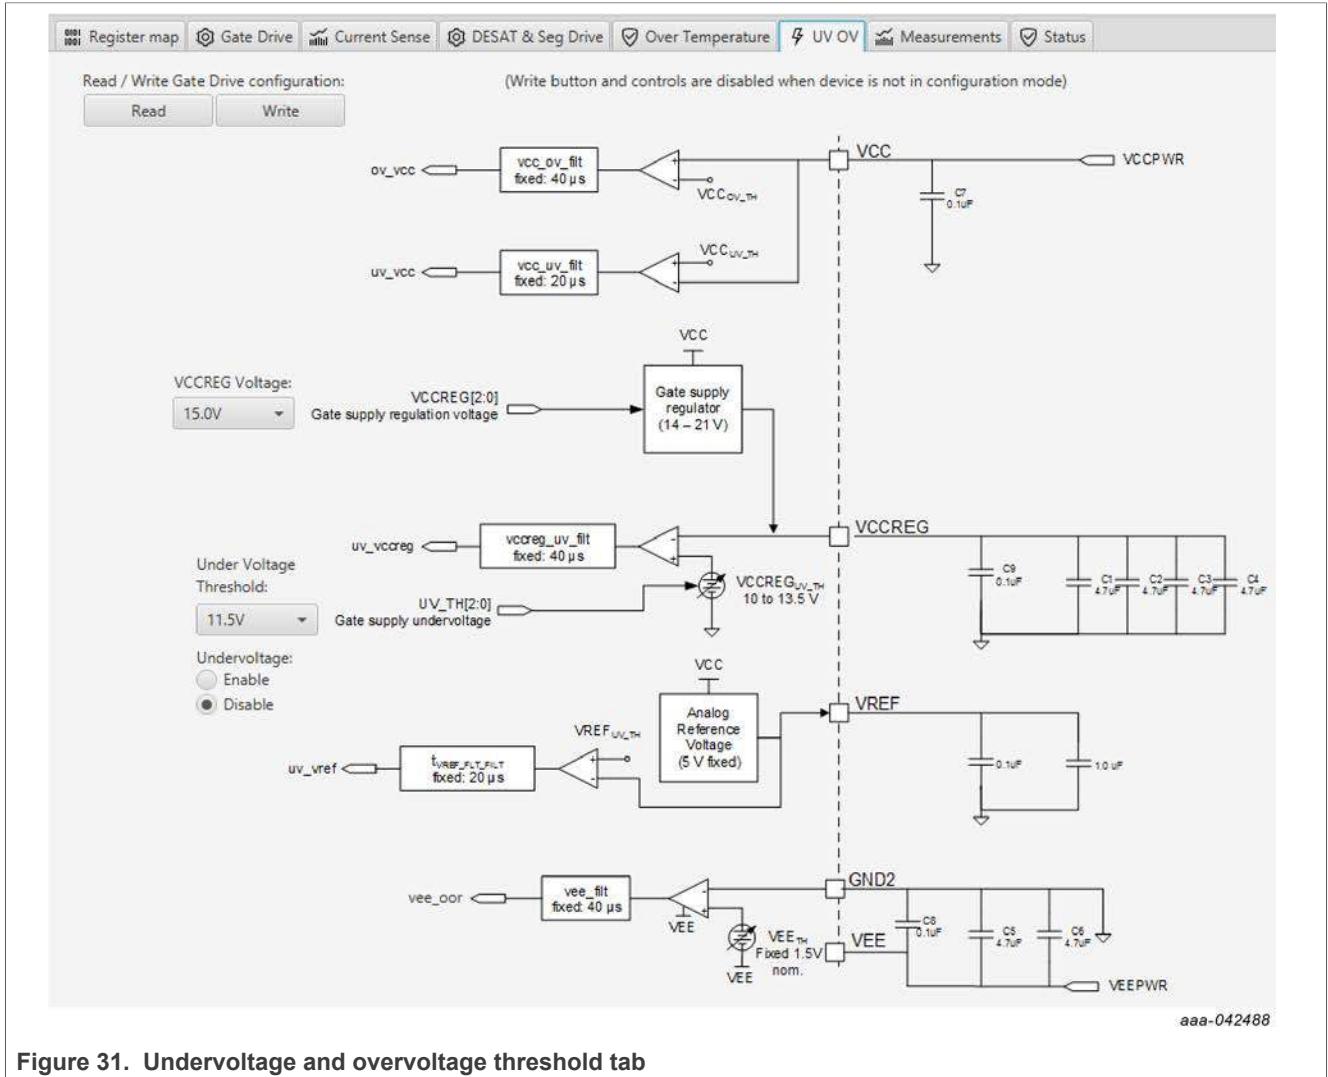 Register map
Gate Drive
Current Sense
DESAT & Seg Drive
Over Temperature
UV OV
Measurements
Status
Read / Write Gate Drive configuration:
(Write button and controls are disabled when device is not in configuration mode)
Read
Write
ov_vcc
vcc_ov_filt
fixed: 40 µs
+
-
VCCOV_TH
VCC
VCCPWR
C7
0.1uF
uv_vcc
vcc_uv_filt
fixed: 20 µs
VCCUV_TH
+
-
VCC
VCCREG Voltage:
15.0V
VCCREG[2:0]
Gate supply regulation voltage
Gate supply
regulator
(14 – 21 V)
uv_vccreg
vccreg_uv_filt
fixed: 40 µs
-
+
VCCREG
VCCREGUV_TH
10 to 13.5 V
C9
0.1uF
C1
4.7uF
C2
4.7uF
C3
4.7uF
C4
4.7uF
Under Voltage
Threshold:
11.5V
UV_TH[2:0]
Gate supply undervoltage
Undervoltage:
Enable
Disable
VCC
Analog
Reference
Voltage
(5 V fixed)
VREF
VREFUV_TH
+
-
uv_vref
tVREF_FLT_FILT
fixed: 20 µs
0.1uF
1.0 uF
vee_oor
vee_filt
fixed: 40 µs
-
+
VEE
GND2
VEETH
Fixed 1.5V
nom.
VEE
VEE
C8
0.1uF
C5
4.7uF
C6
4.7uF
VEEPWR
aaa-042488
Figure 31. Undervoltage and overvoltage threshold tab